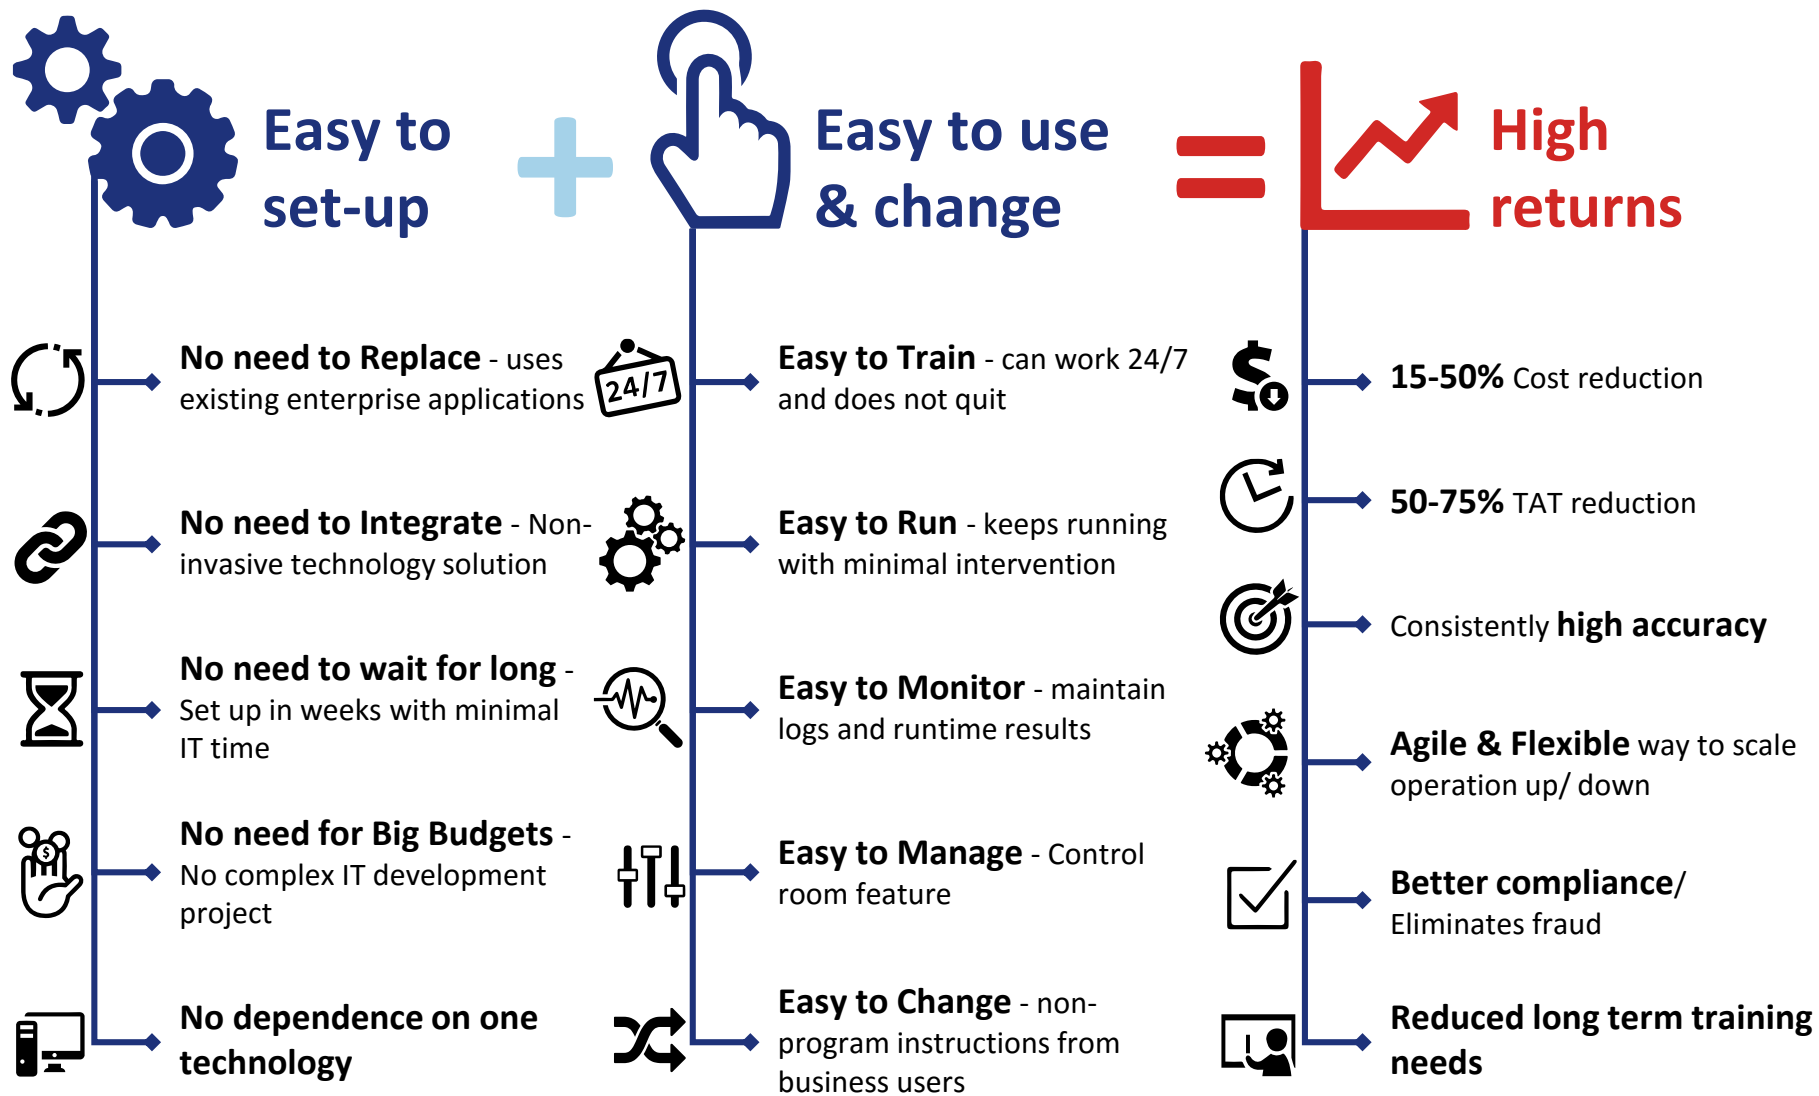 Easy to
set-up
Easy to use
& change
High
returns
No need to Replace - uses
existing enterprise applications
No need to Integrate - Non-
invasive technology solution
No need to wait for long -
Set up in weeks with minimal
IT time
No need for Big Budgets -
No complex IT development
project
No dependence on one
technology
24/7
Easy to Train - can work 24/7
and does not quit
Easy to Run - keeps running
with minimal intervention
Easy to Monitor - maintain
logs and runtime results
Easy to Manage - Control
room feature
Easy to Change - non-
program instructions from
business users
15-50% Cost reduction
50-75% TAT reduction
Consistently high accuracy
Agile & Flexible way to scale
operation up/ down
Better compliance/
Eliminates fraud
Reduced long term training
needs